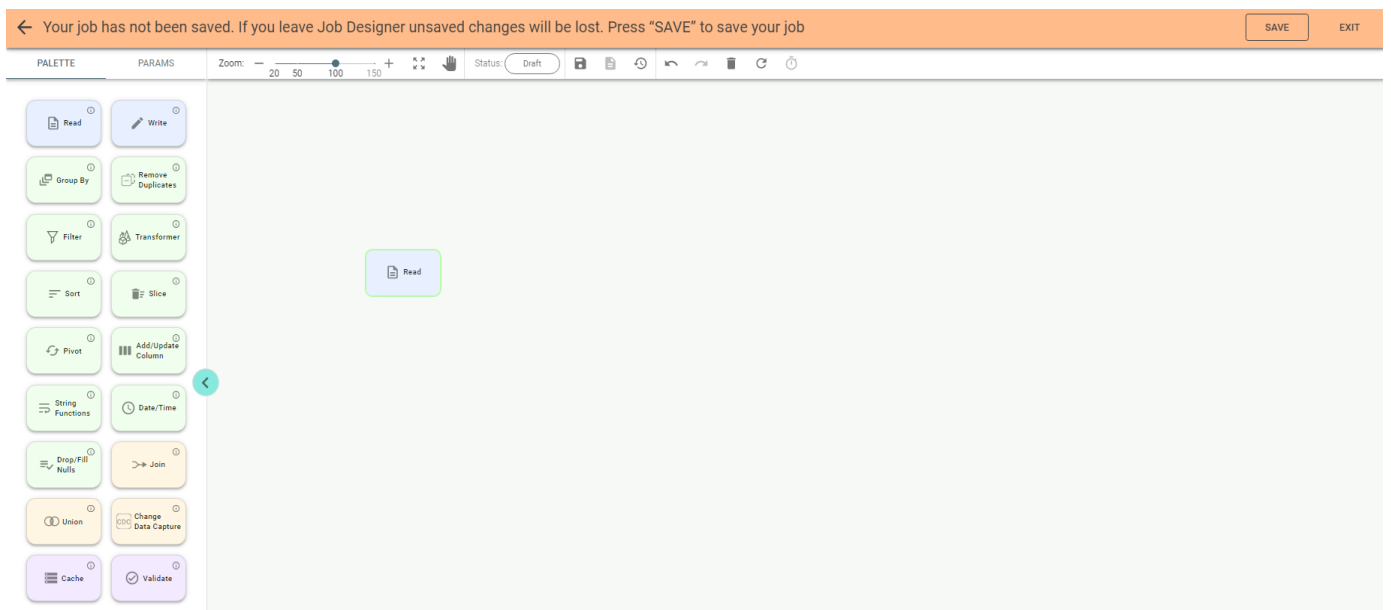 Your job has not been saved. If you leave Job Designer unsaved changes will be lost. Press “SAVE” to save your job
SAVE
EXIT
PALETTE
PARAMS
Zoom:
20 50 100 150
Status: Draft
Read
Write
Group By
Remove
Duplicates
Filter
Transformer
Sort
Slice
Pivot
Add/Update
Column
String
Functions
Date/Time
Drop/Fill
Nulls
Join
Union
CDC
Change
Data Capture
Cache
Validate
Read